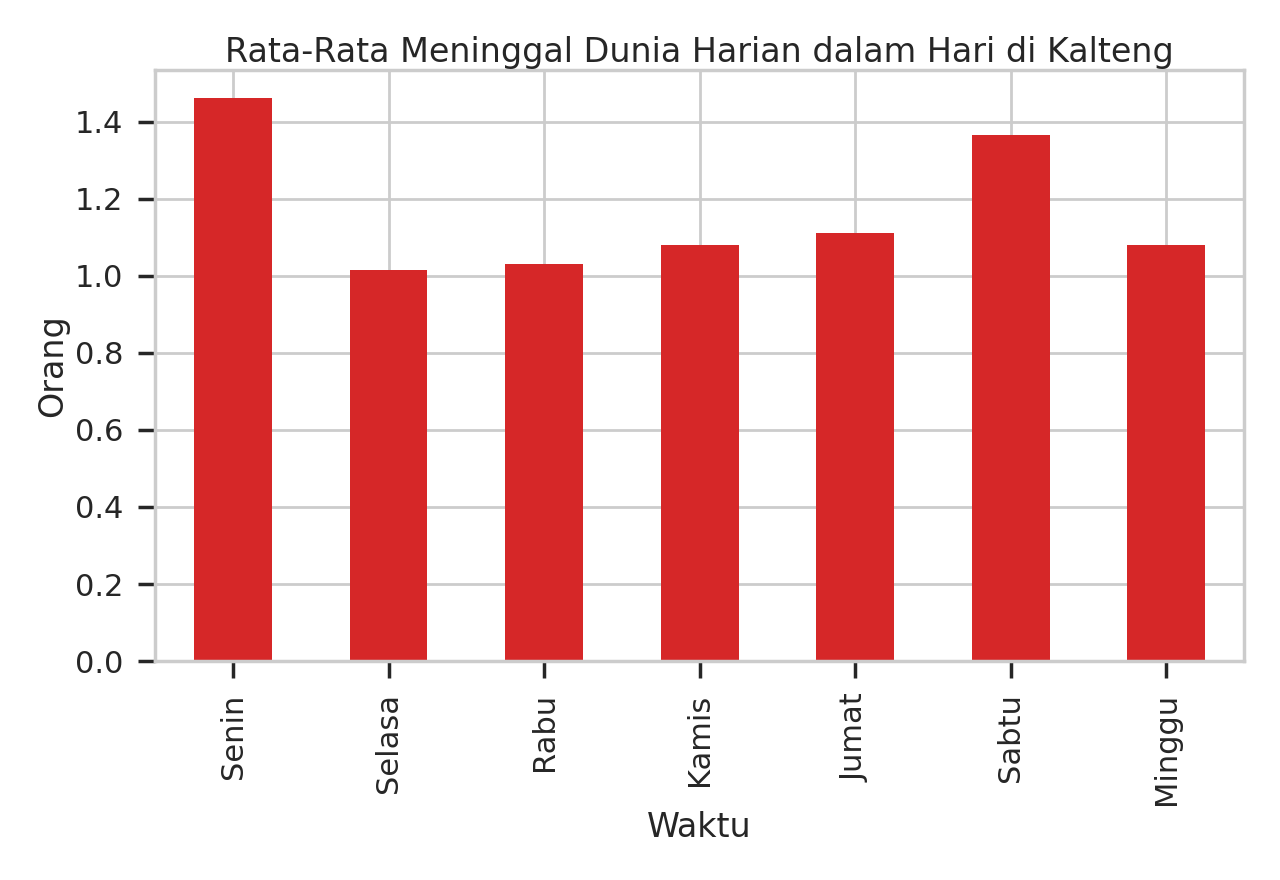 Rata-Rata Meninggal Dunia Harian dalam Hari di Kalteng
1.4
1.2
1.0
0.8
0.6
0.4
0.2
0.0
Orang
Senin
Selasa
Rabu
Kamis
Jumat
Sabtu
Minggu
Waktu